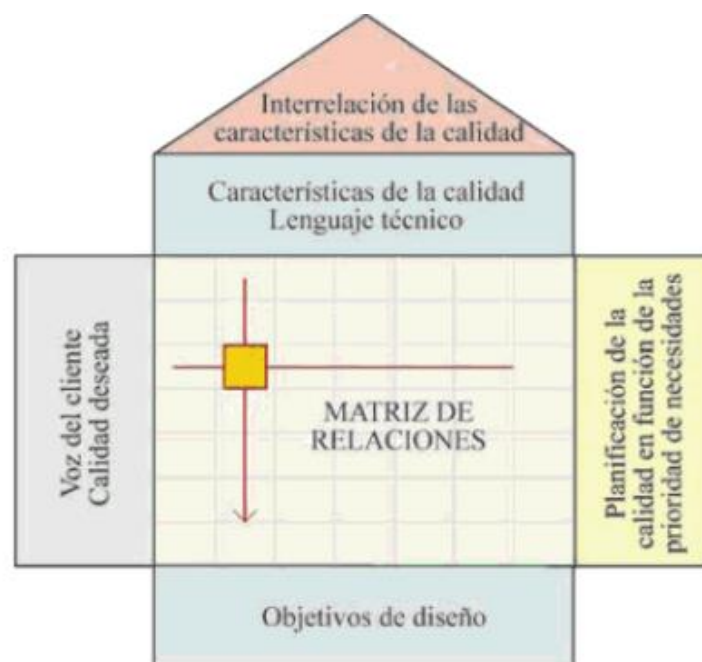 Interrelación de las
características de la calidad
Características de la calidad
Lenguaje técnico
Voz del cliente
Calidad deseada
MATRIZ DE
RELACIONES
Planificación de la
calidad en función de la
prioridad de necesidades
Objetivos de diseño